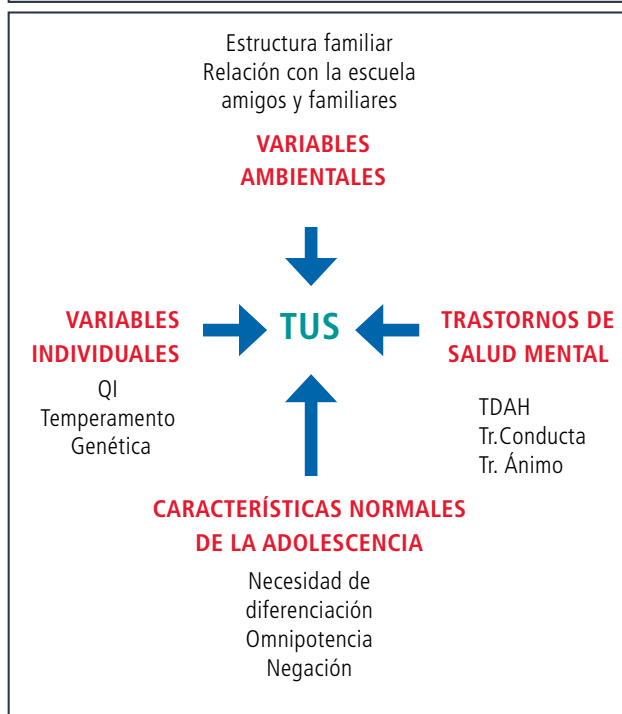 Estructura familiar
Relación con la escuela
amigos y familiares
VARIABLES
AMBIENTALES
VARIABLES
INDIVIDUALES
QI
Temperamento
Genética
TUS
TRASTORNOS DE
SALUD MENTAL
TDAH
Tr.Conducta
Tr. Ánimo
CARACTERÍSTICAS NORMALES
DE LA ADOLESCENCIA
Necesidad de
diferenciación
Omnipotencia
Negación